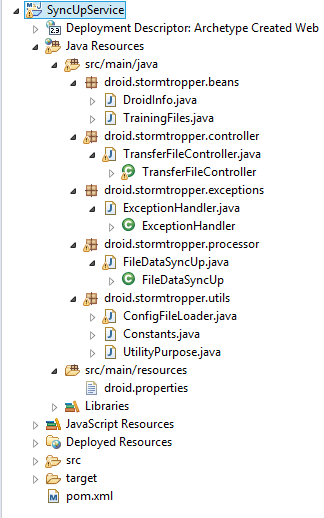 SyncUpService
Deployment Descriptor: Archetype Created Web
Java Resources
src/main/java
droid.stormtropper.beans
DroidInfo.java
TrainingFiles.java
droid.stormtropper.controller
TransferFileController.java
TransferFileController
droid.stormtropper.exceptions
ExceptionHandler.java
ExceptionHandler
droid.stormtropper.processor
FileDataSyncUp.java
FileDataSyncUp
droid.stormtropper.utils
ConfigFileLoader.java
Constants.java
UtilityPurpose.java
src/main/resources
droid.properties
Libraries
JavaScript Resources
Deployed Resources
src
target
pom.xml